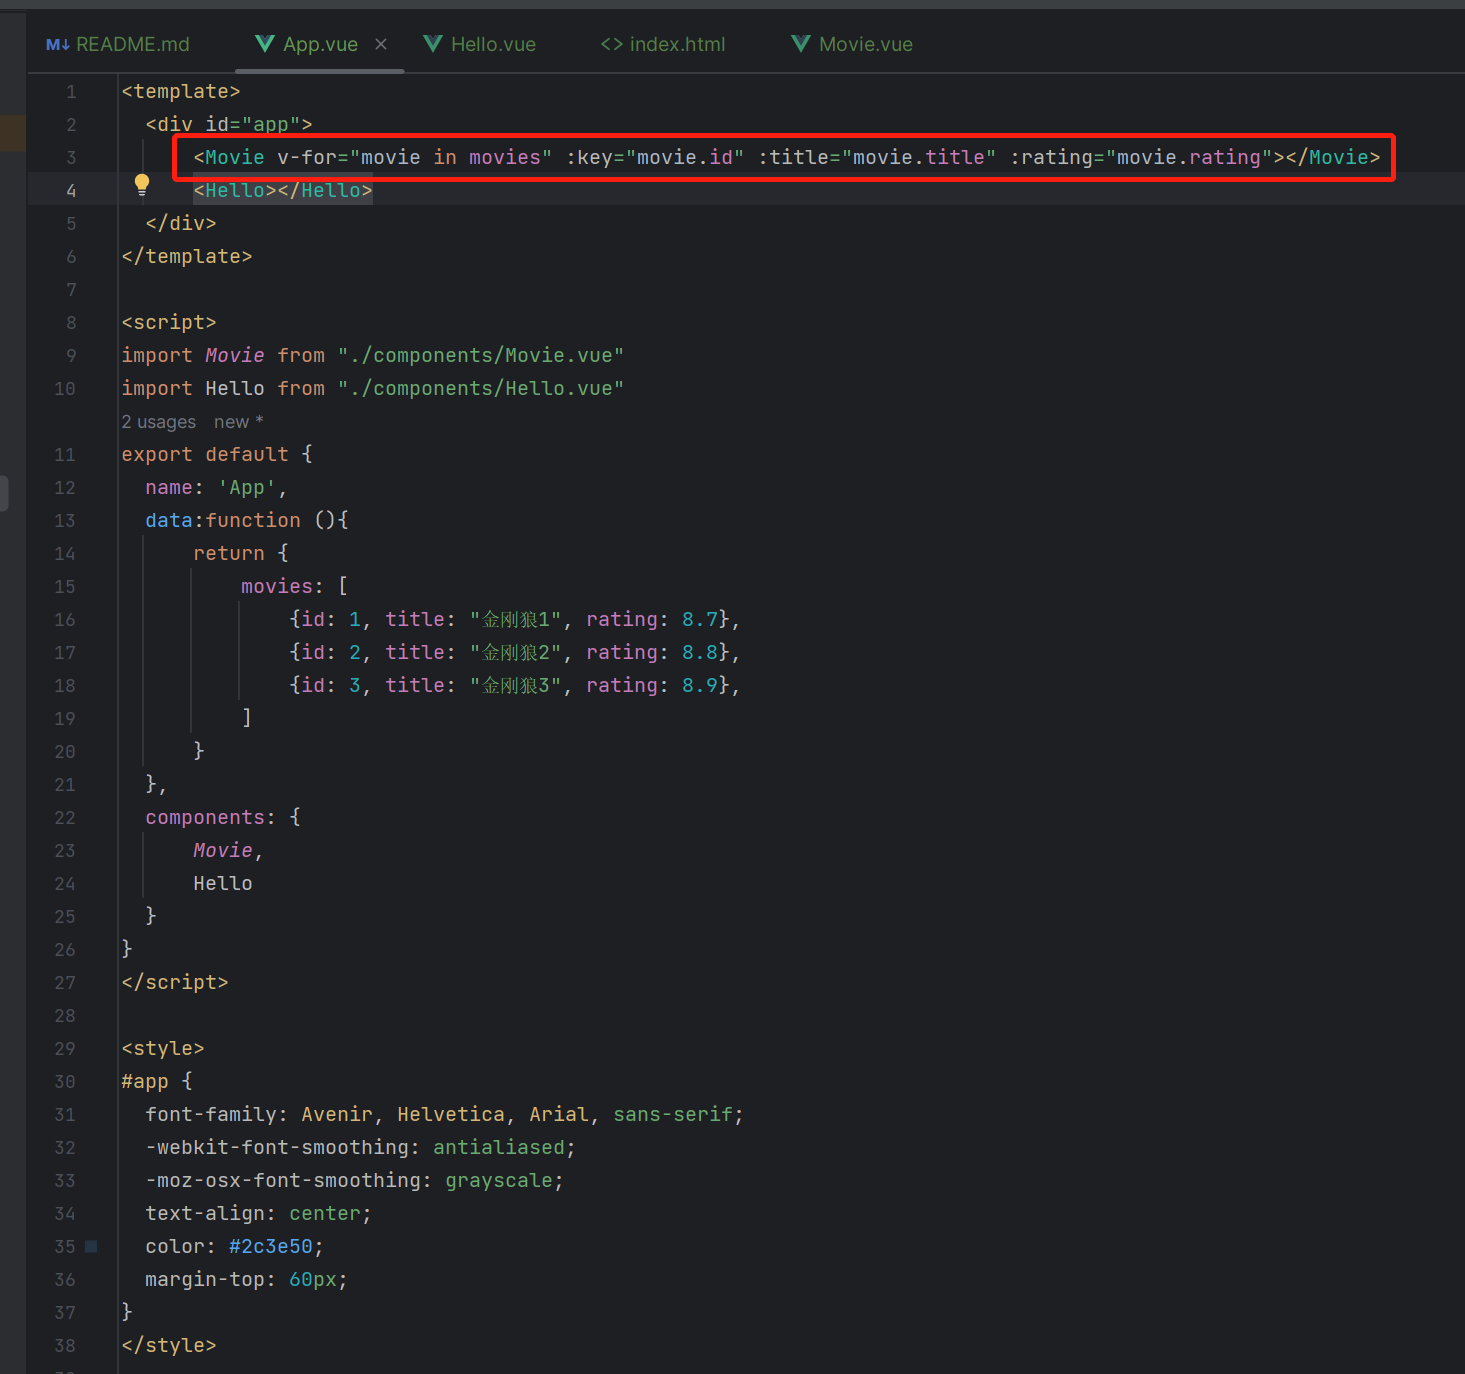 M↓ README.md App.vue × Hello.vue <> index.html Movie.vue
1 <template>
2 <div id="app">
3 <Movie v-for="movie in movies" :key="movie.id" :title="movie.title" :rating="movie.rating"></Movie>
4 <Hello></Hello>
5 </div>
6 </template>
7
8 <script>
9 import Movie from "./components/Movie.vue"
10 import Hello from "./components/Hello.vue"
2 usages new *
11 export default {
12 name: 'App',
13 data:function (){
14 return {
15 movies: [
16 {id: 1, title: "金刚狼1", rating: 8.7},
17 {id: 2, title: "金刚狼2", rating: 8.8},
18 {id: 3, title: "金刚狼3", rating: 8.9},
19 ]
20 }
21 },
22 components: {
23 Movie,
24 Hello
25 }
26 }
27 </script>
28
29 <style>
30 #app {
31 font-family: Avenir, Helvetica, Arial, sans-serif;
32 -webkit-font-smoothing: antialiased;
33 -moz-osx-font-smoothing: grayscale;
34 text-align: center;
35 color: #2c3e50;
36 margin-top: 60px;
37 }
38 </style>